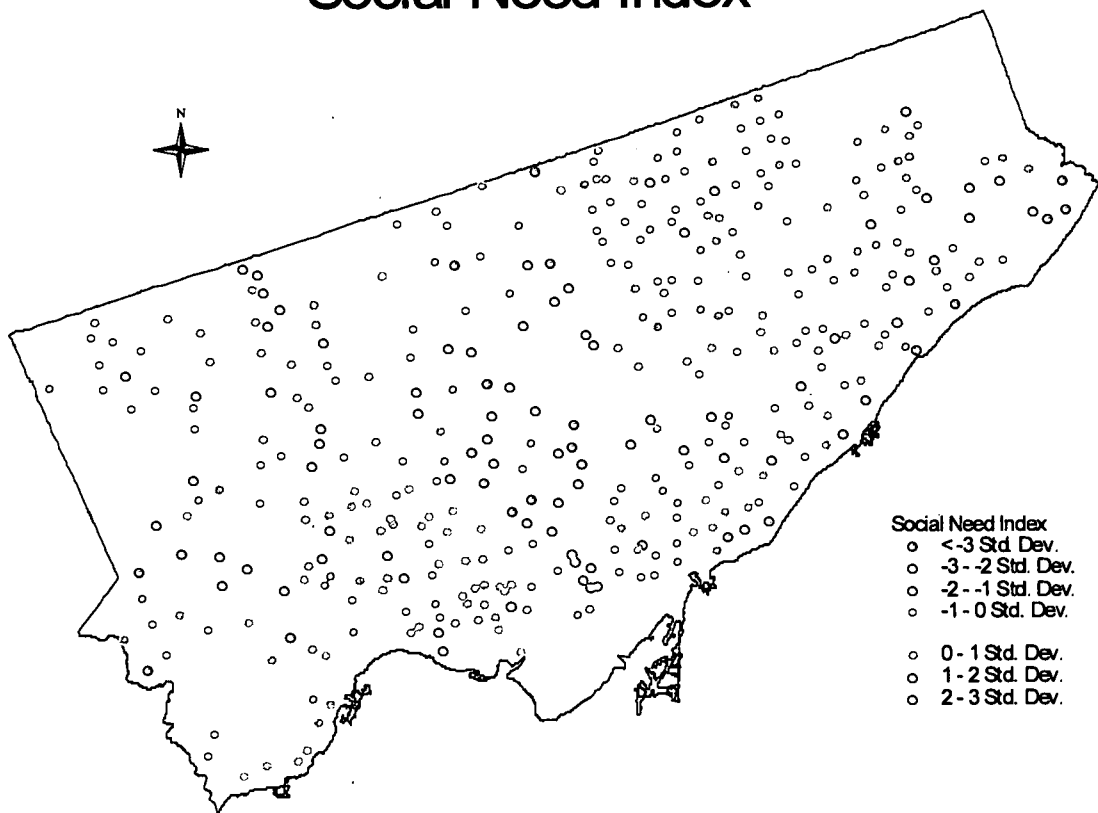 Social Need Index
N
Social Need Index
< -3 Std. Dev.
-3 - -2 Std. Dev.
-2 - -1 Std. Dev.
-1 - 0 Std. Dev.
0 - 1 Std. Dev.
1 - 2 Std. Dev.
2 - 3 Std. Dev.